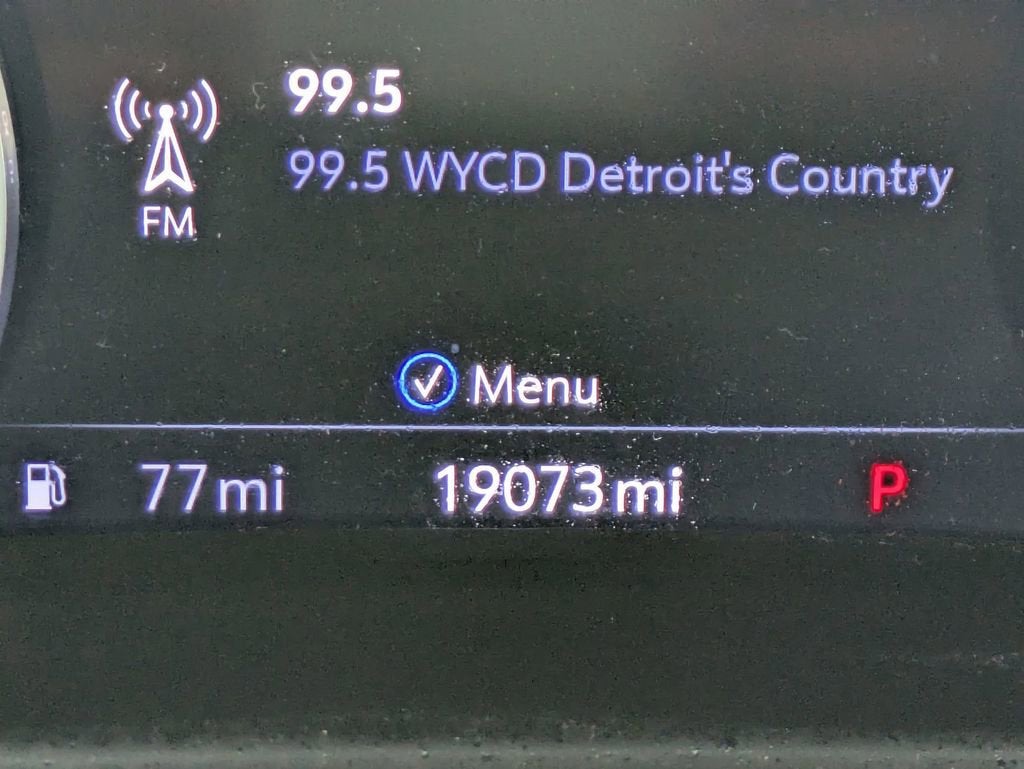 99.5
99.5 WYCD Detroit's Country
FM
Menu
77 mi 19073 mi P